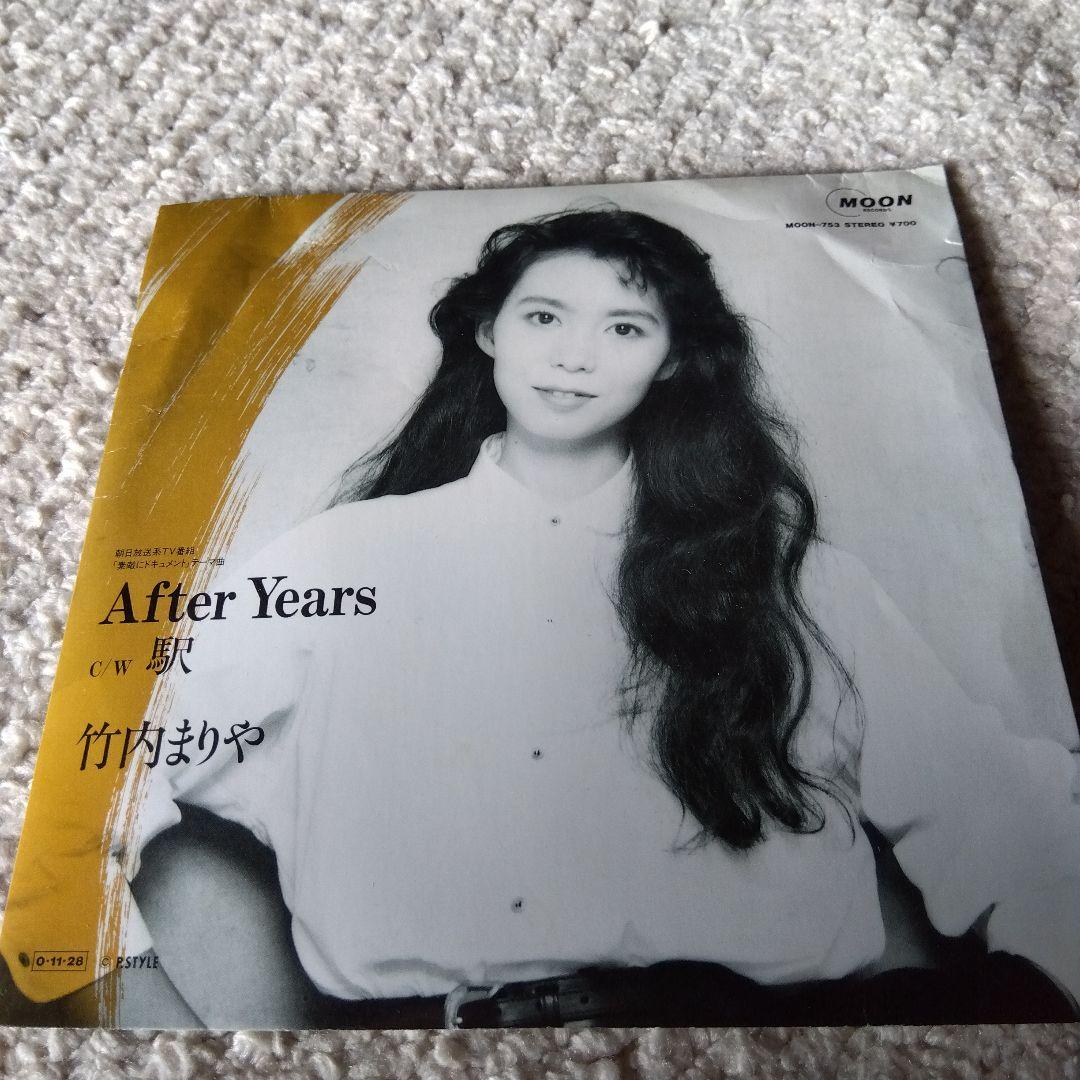 MOON
RECORDS
MOON-753 STEREO ¥700
朝日放送系TV番組
「素敵にドキュメント」テーマ曲
After Years
C/W 駅
竹内まりや
0·11·28 © P.STYLE